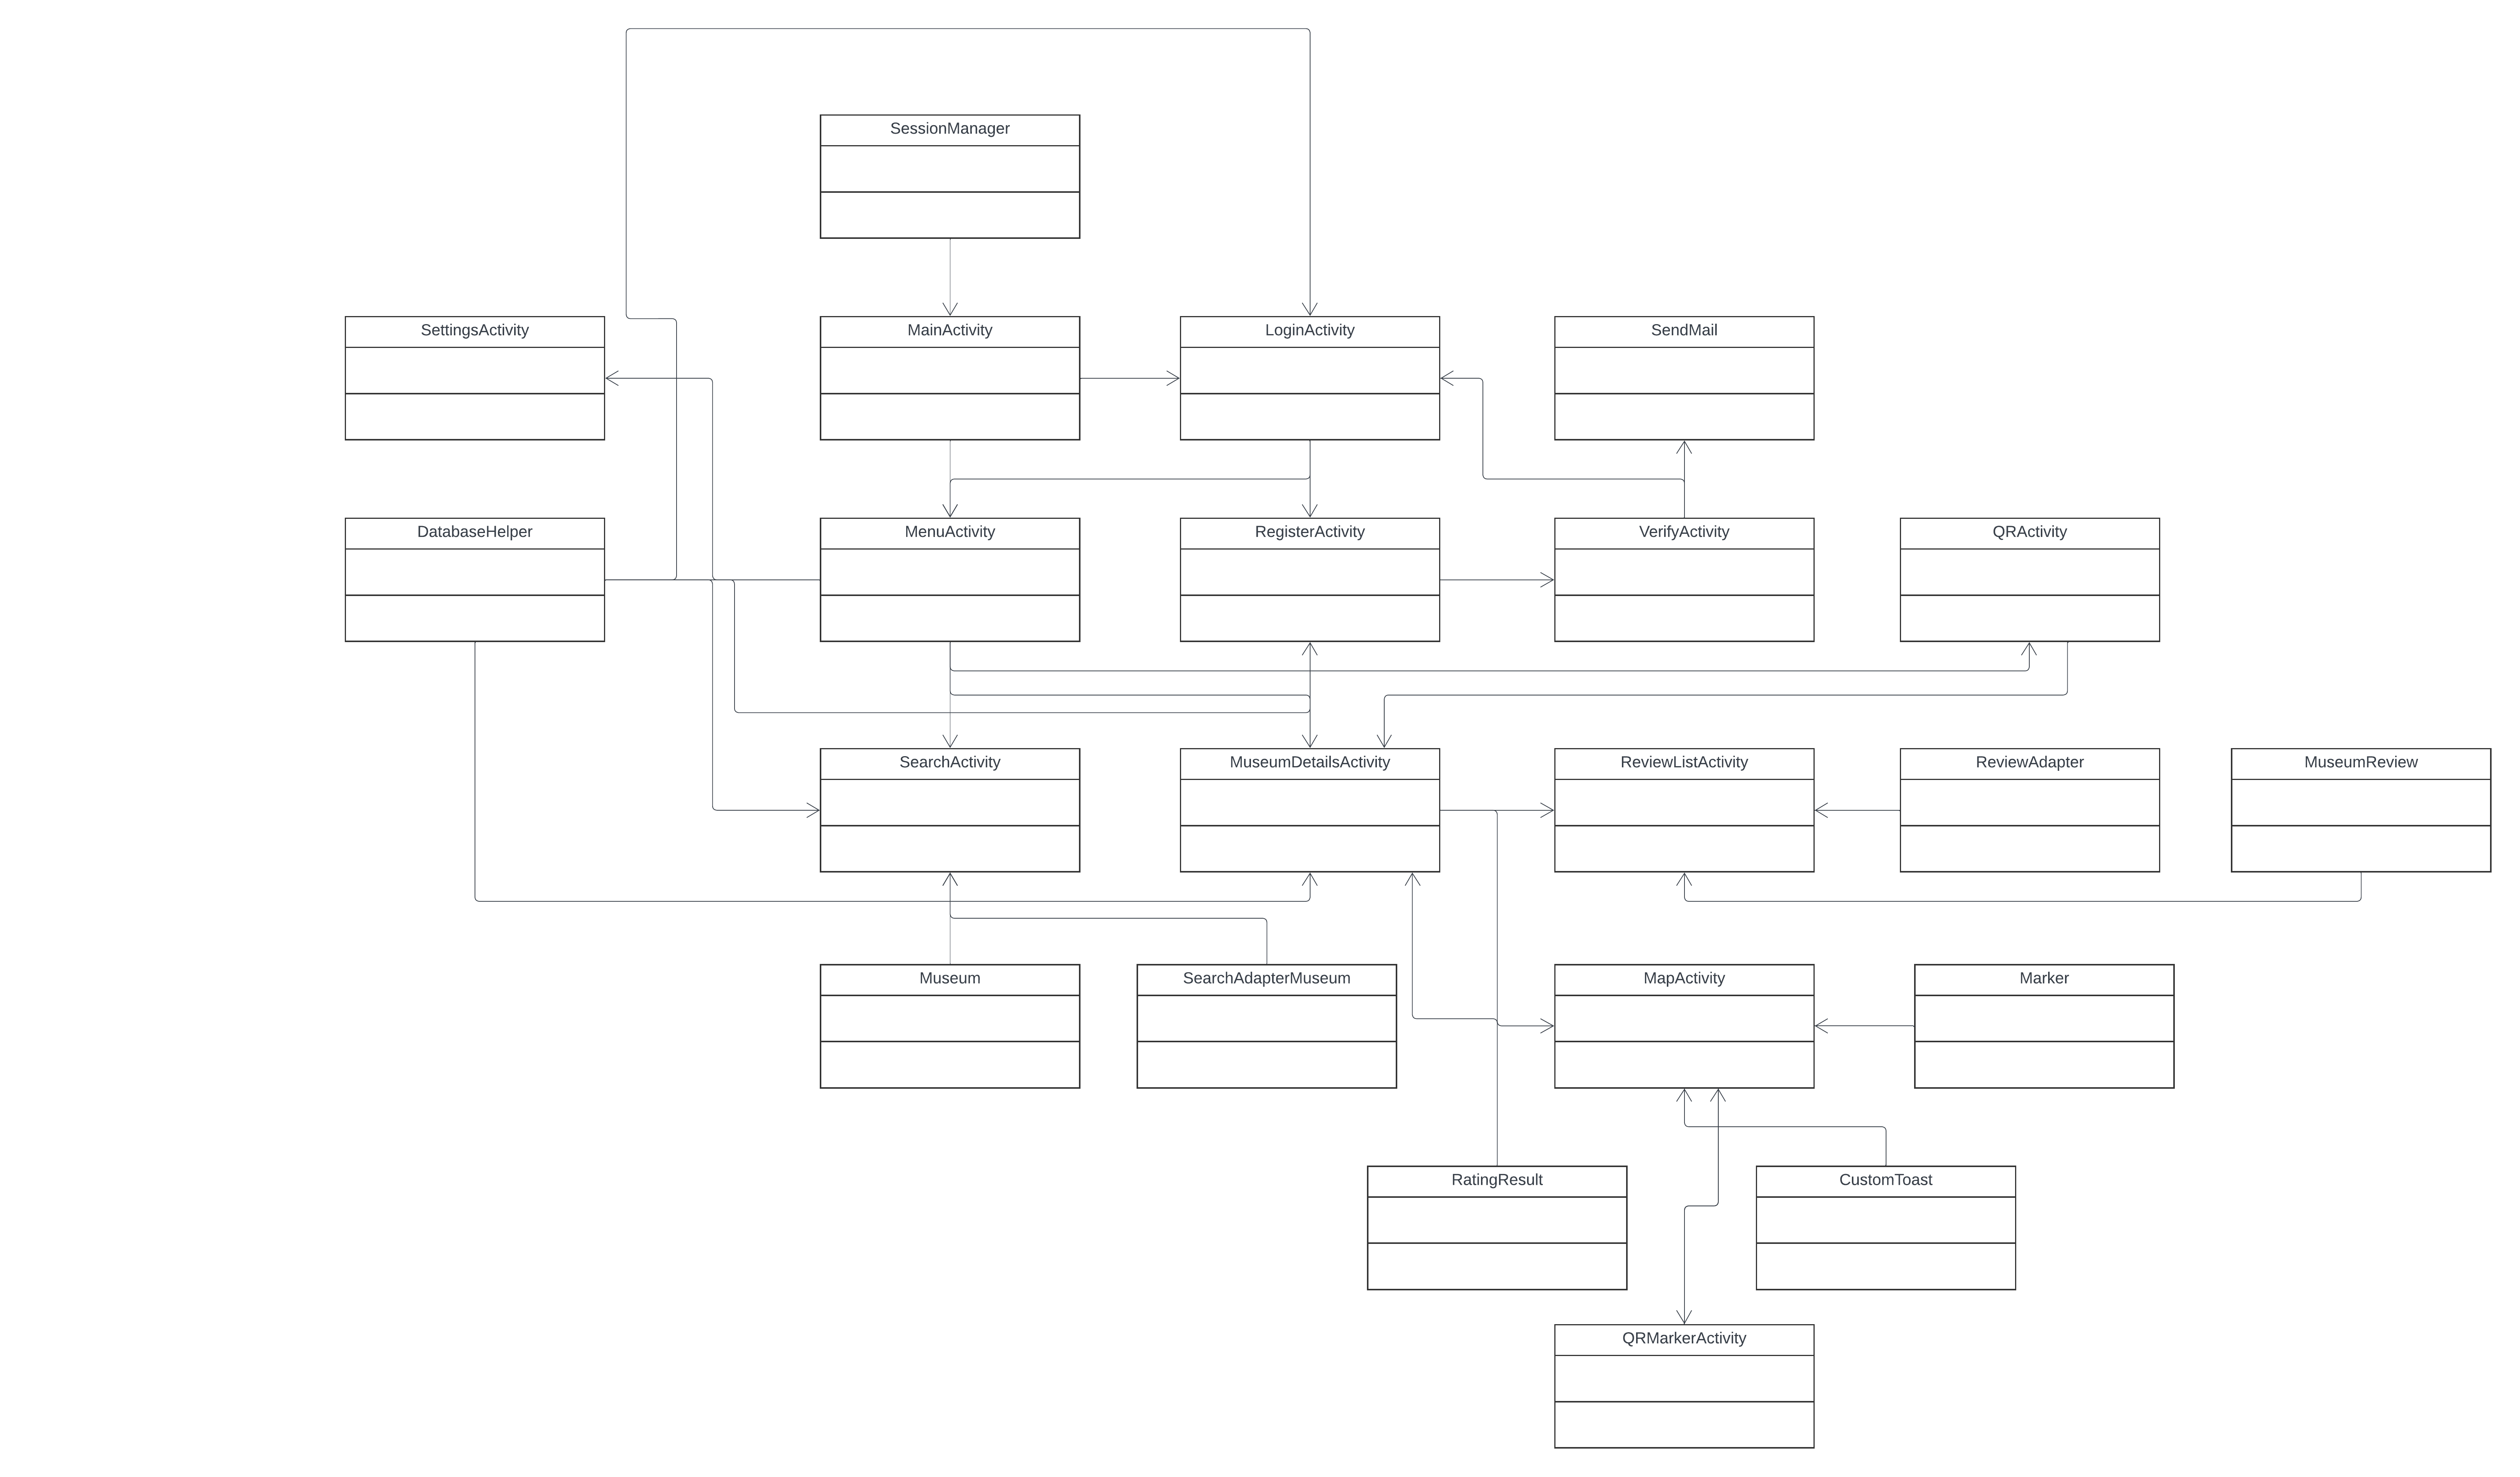 SessionManager
SettingsActivity
MainActivity
LoginActivity
SendMail
DatabaseHelper
MenuActivity
RegisterActivity
VerifyActivity
QRActivity
SearchActivity
MuseumDetailsActivity
ReviewListActivity
ReviewAdapter
MuseumReview
Museum
SearchAdapterMuseum
MapActivity
Marker
RatingResult
CustomToast
QRMarkerActivity